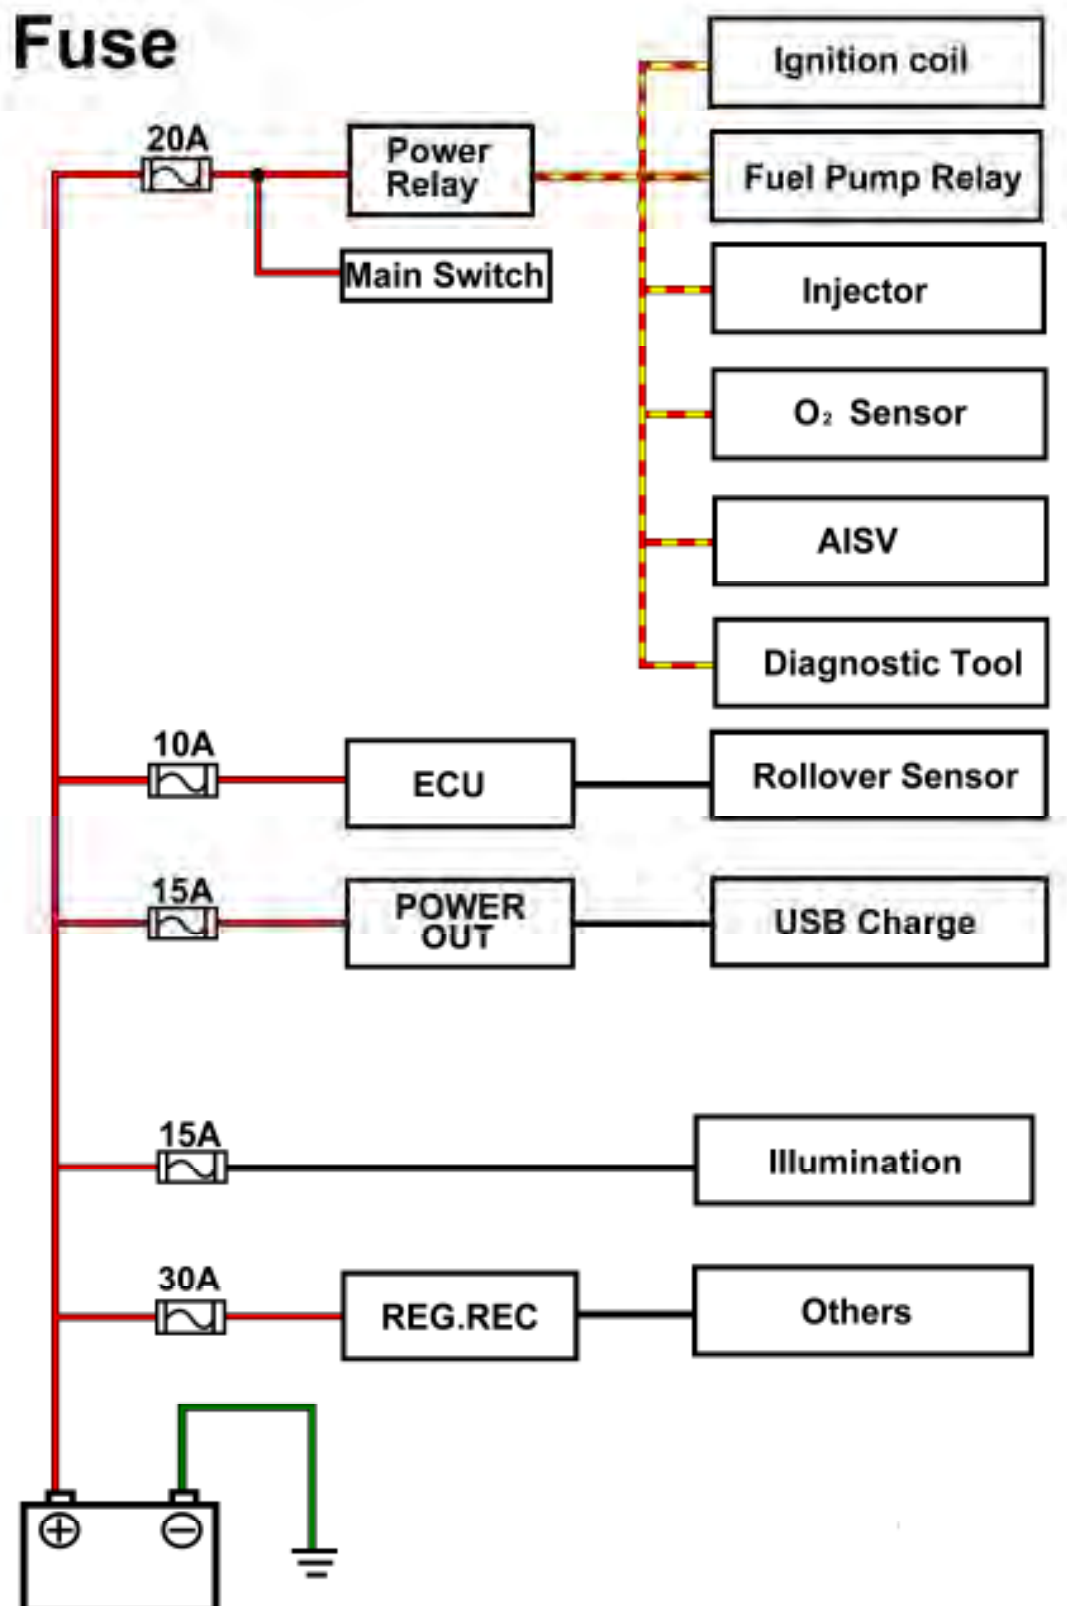 Fuse
20A
Power
Relay
Main Switch
Ignition coil
Fuel Pump Relay
Injector
O₂ Sensor
AISV
Diagnostic Tool
10A
ECU
Rollover Sensor
15A
POWER
OUT
USB Charge
15A
Illumination
30A
REG.REC
Others
+
−